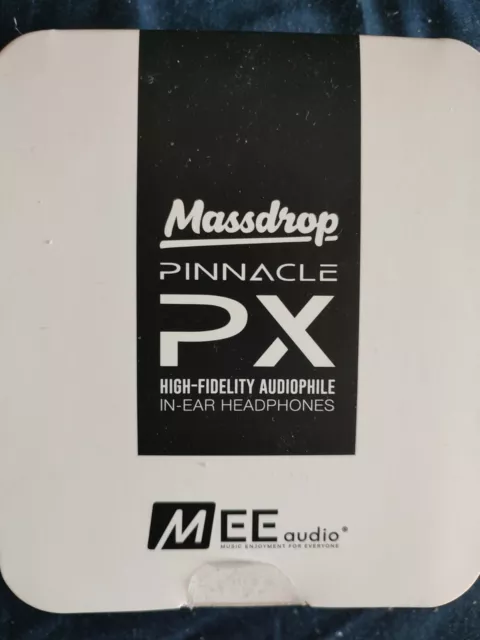 Massdrop
PINNACLE
PX
HIGH-FIDELITY AUDIOPHILE
IN-EAR HEADPHONES
MEE audio®
MUSIC ENJOYMENT FOR EVERYONE